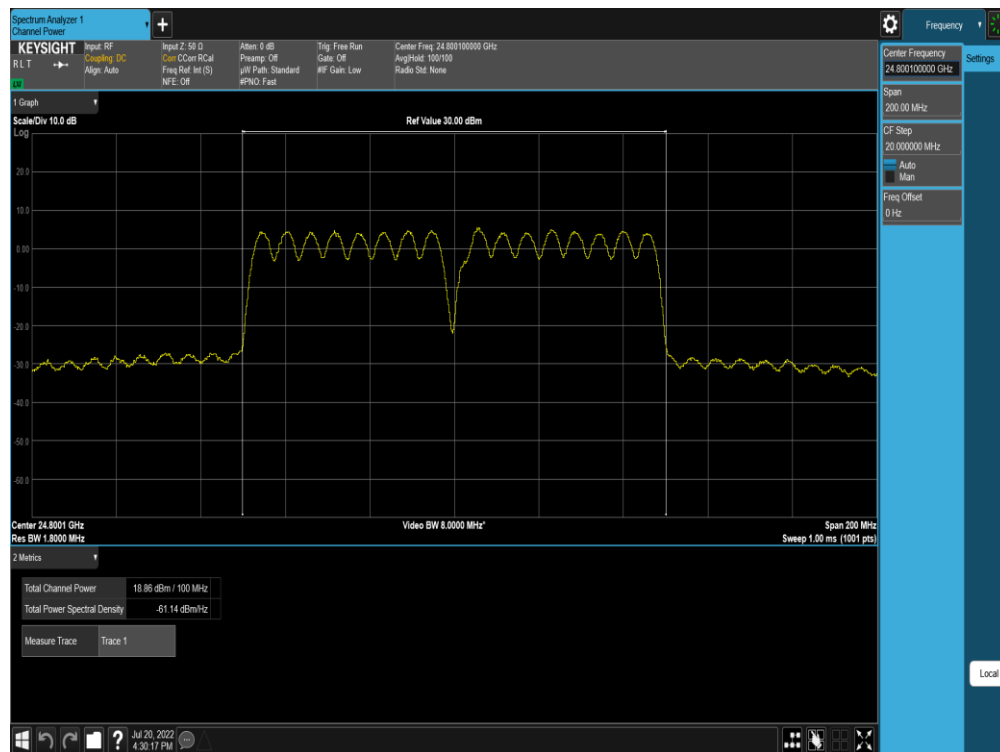 Spectrum Analyzer 1
Channel Power
+
Frequency
KEYSIGHT
R L T
LXI
Input: RF
Coupling: DC
Align: Auto
Input Z: 50 Ω
Corr CCorr RCal
Freq Ref: Int (S)
NFE: Off
Atten: 0 dB
Preamp: Off
µW Path: Standard
#PNO: Fast
Trig: Free Run
Gate: Off
#IF Gain: Low
Center Freq: 24.800100000 GHz
Avg|Hold: 100/100
Radio Std: None
Center Frequency
24.800100000 GHz
Settings
Span
200.00 MHz
CF Step
20.000000 MHz
Auto
Man
Freq Offset
0 Hz
1 Graph
Scale/Div 10.0 dB
Ref Value 30.00 dBm
Log
20.0
10.0
0.00
-10.0
-20.0
-30.0
-40.0
-50.0
-60.0
Center 24.8001 GHz
Video BW 8.0000 MHz*
Span 200 MHz
Res BW 1.8000 MHz
Sweep 1.00 ms (1001 pts)
2 Metrics
Total Channel Power 18.86 dBm / 100 MHz
Total Power Spectral Density -61.14 dBm/Hz
Measure Trace Trace 1
Local
?
Jul 20, 2022
4:30:17 PM